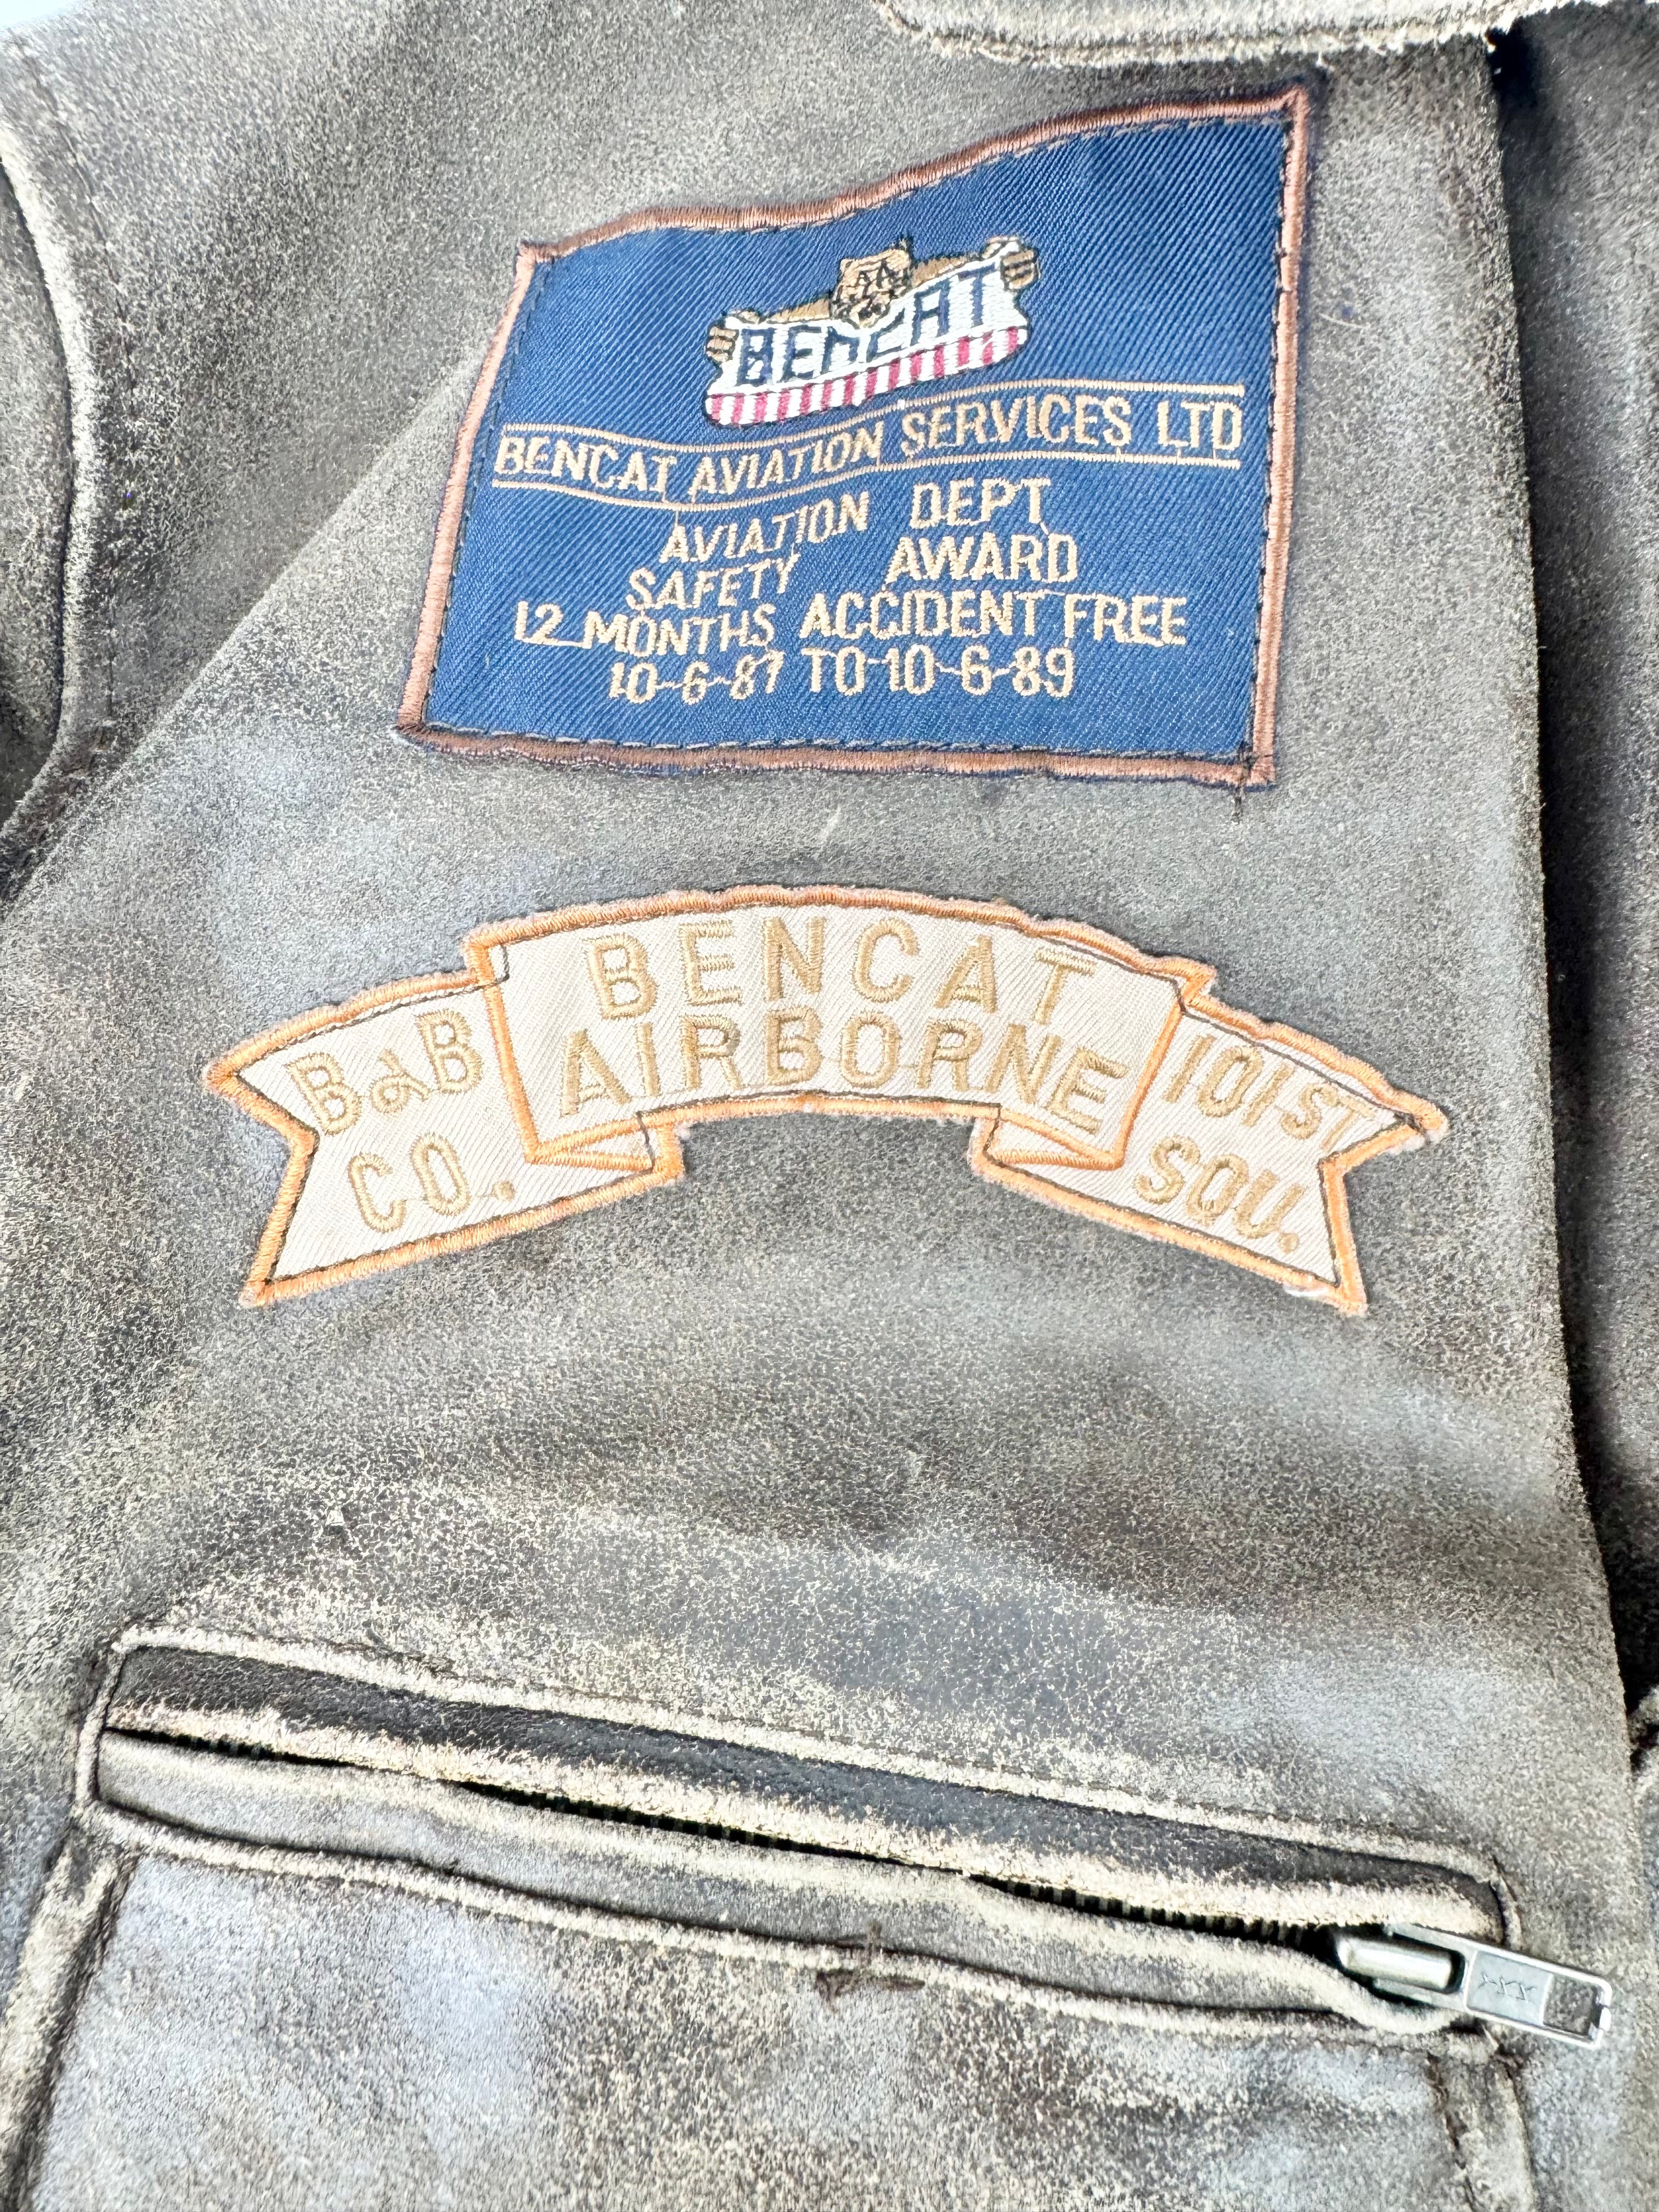 BENCAT
BENCAT AVIATION SERVICES LTD
AVIATION DEPT
SAFETY AWARD
12 MONTHS ACCIDENT FREE
10-6-87 TO 10-6-89
BENCAT
AIRBORNE
B&B
CO.
101ST
SQU.